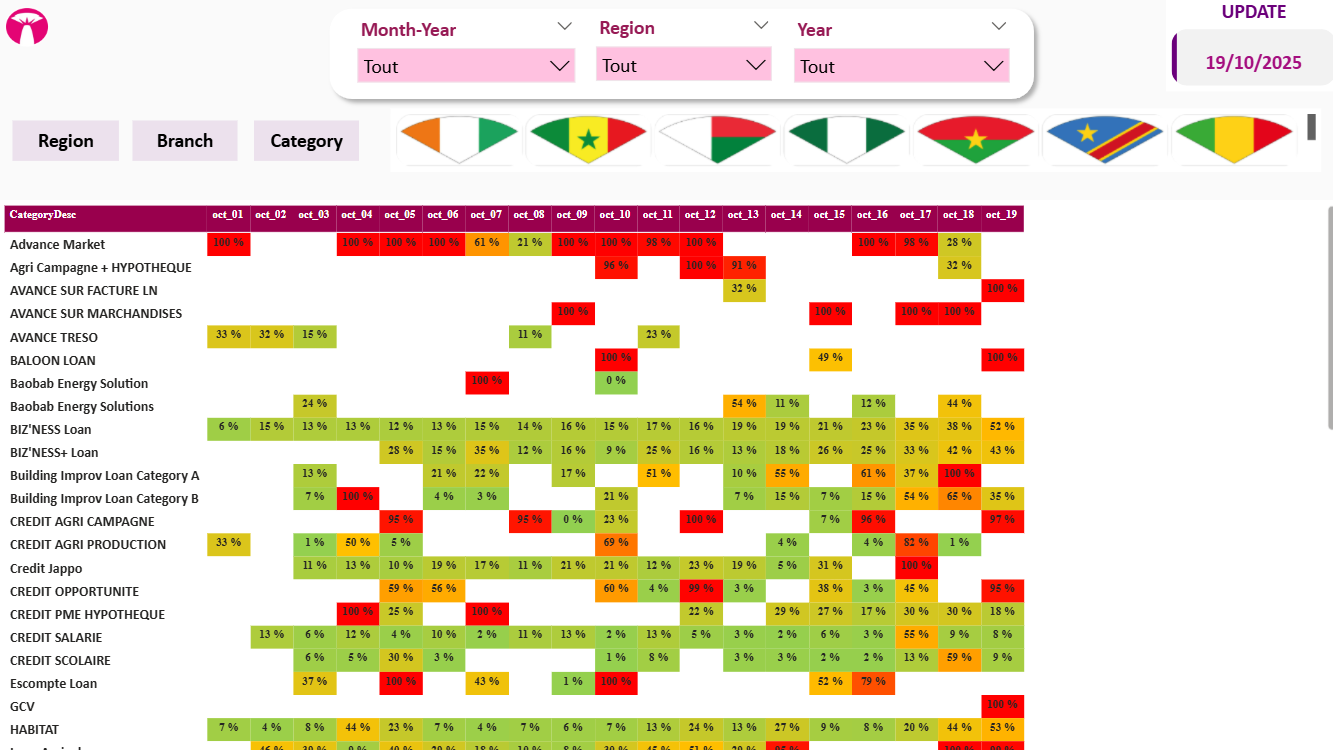 UPDATE
Month-Year Region Year
Tout Tout Tout
19/10/2025
Region Branch Category
CategoryDesc oct_01 oct_02 oct_03 oct_04 oct_05 oct_06 oct_07 oct_08 oct_09 oct_10 oct_11 oct_12 oct_13 oct_14 oct_15 oct_16 oct_17 oct_18 oct_19
Advance Market 100 % 100 % 100 % 100 % 61 % 21 % 100 % 100 % 98 % 100 % 100 % 98 % 28 %
Agri Campagne + HYPOTHEQUE 96 % 100 % 91 % 32 %
AVANCE SUR FACTURE LN 32 % 100 %
AVANCE SUR MARCHANDISES 100 % 100 % 100 % 100 %
AVANCE TRESO 33 % 32 % 15 % 11 % 23 %
BALOON LOAN 100 % 49 % 100 %
Baobab Energy Solution 100 % 0 %
Baobab Energy Solutions 24 % 54 % 11 % 12 % 44 %
BIZ'NESS Loan 6 % 15 % 13 % 13 % 12 % 13 % 15 % 14 % 16 % 15 % 17 % 16 % 19 % 19 % 21 % 23 % 35 % 38 % 52 %
BIZ'NESS+ Loan 28 % 15 % 35 % 12 % 16 % 9 % 25 % 16 % 13 % 18 % 26 % 25 % 33 % 42 % 43 %
Building Improv Loan Category A 13 % 21 % 22 % 17 % 51 % 10 % 55 % 61 % 37 % 100 %
Building Improv Loan Category B 7 % 100 % 4 % 3 % 21 % 7 % 15 % 7 % 15 % 54 % 65 % 35 %
CREDIT AGRI CAMPAGNE 95 % 95 % 0 % 23 % 100 % 7 % 96 % 97 %
CREDIT AGRI PRODUCTION 33 % 1 % 50 % 5 % 69 % 4 % 4 % 82 % 1 %
Credit Jappo 11 % 13 % 10 % 19 % 17 % 11 % 21 % 21 % 12 % 23 % 19 % 5 % 31 % 100 %
CREDIT OPPORTUNITE 59 % 56 % 60 % 4 % 99 % 3 % 38 % 3 % 45 % 95 %
CREDIT PME HYPOTHEQUE 100 % 25 % 100 % 22 % 29 % 27 % 17 % 30 % 30 % 18 %
CREDIT SALARIE 13 % 6 % 12 % 4 % 10 % 2 % 11 % 13 % 2 % 13 % 5 % 3 % 2 % 6 % 3 % 55 % 9 % 8 %
CREDIT SCOLAIRE 6 % 5 % 30 % 3 % 1 % 8 % 3 % 3 % 2 % 2 % 13 % 59 % 9 %
Escompte Loan 37 % 100 % 43 % 1 % 100 % 52 % 79 %
GCV 100 %
HABITAT 7 % 4 % 8 % 44 % 23 % 7 % 4 % 7 % 6 % 7 % 13 % 24 % 13 % 27 % 9 % 8 % 20 % 44 % 53 %